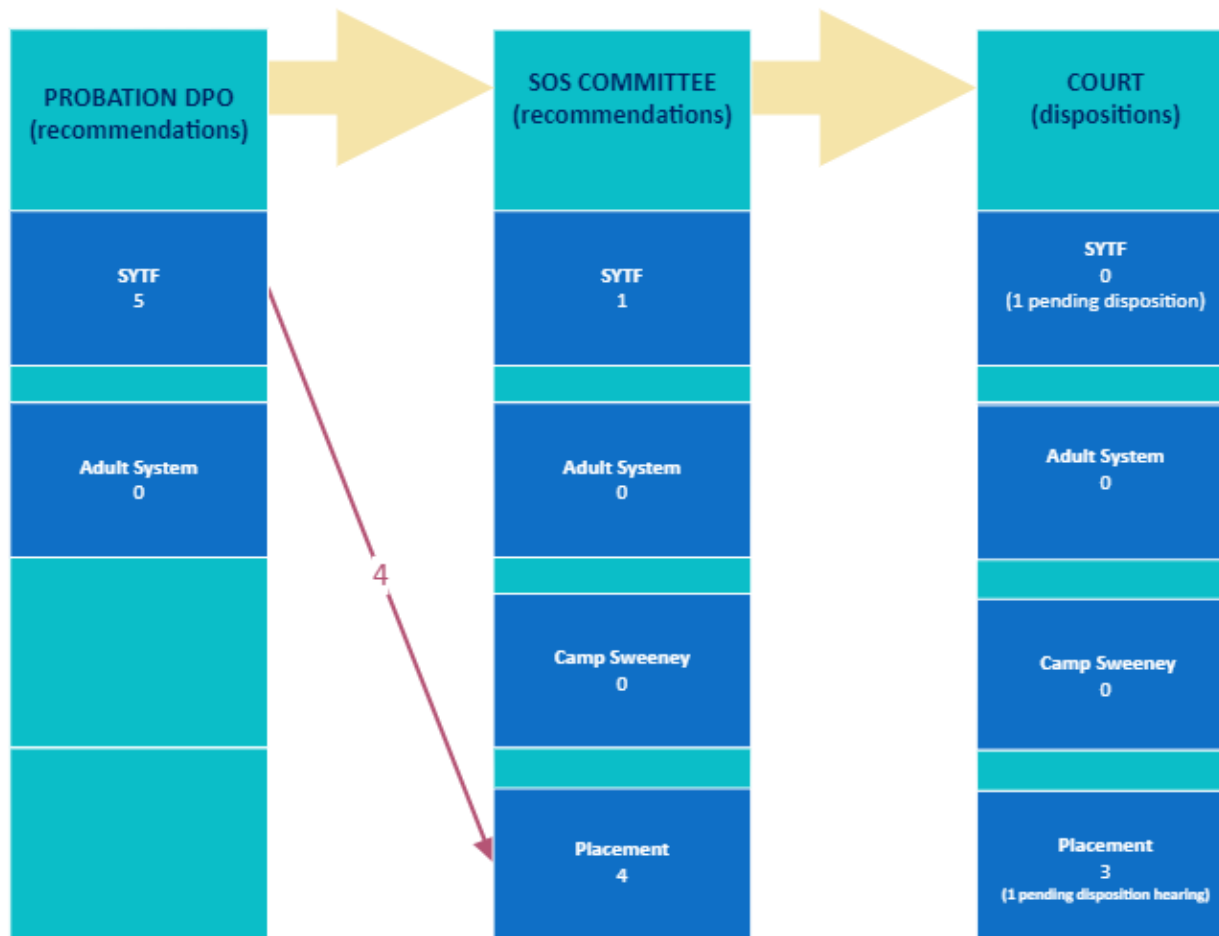 PROBATION DPO
(recommendations)
SYTF
5
Adult System
0
4
SOS COMMITTEE
(recommendations)
SYTF
1
Adult System
0
Camp Sweeney
0
Placement
4
COURT
(dispositions)
SYTF
0
(1 pending disposition)
Adult System
0
Camp Sweeney
0
Placement
3
(1 pending disposition hearing)